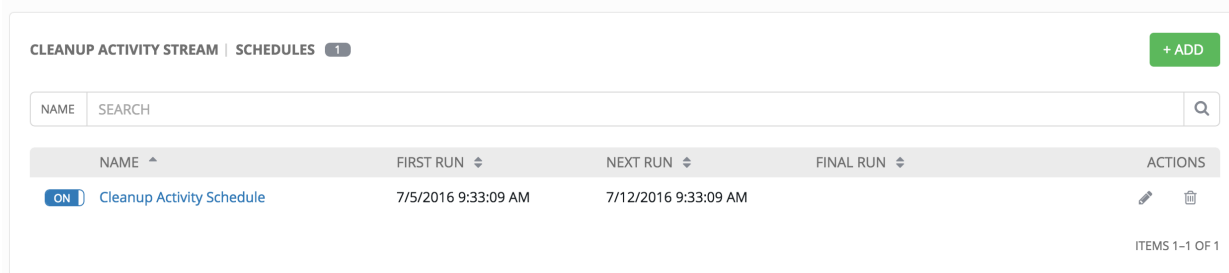 CLEANUP ACTIVITY STREAM | SCHEDULES 1
+ ADD
NAME SEARCH
NAME FIRST RUN NEXT RUN FINAL RUN ACTIONS
ON Cleanup Activity Schedule 7/5/2016 9:33:09 AM 7/12/2016 9:33:09 AM
ITEMS 1–1 OF 1